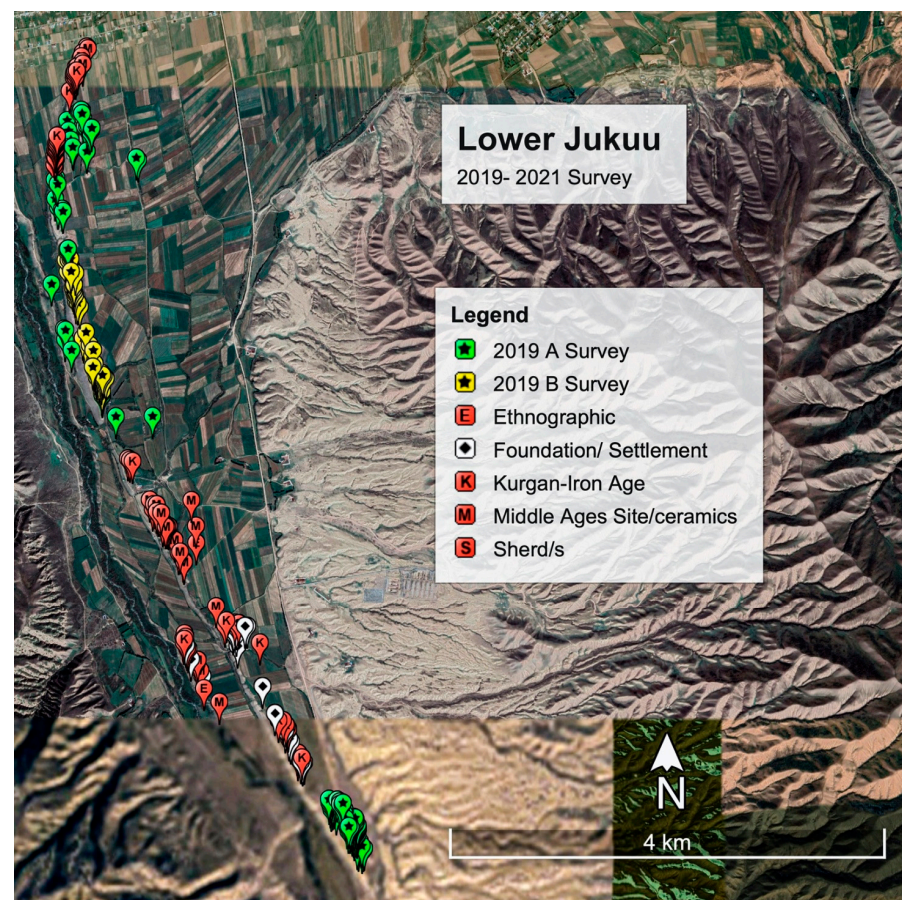 Lower Jukuu
2019- 2021 Survey
Legend
2019 A Survey
2019 B Survey
E Ethnographic
Foundation/ Settlement
K Kurgan-Iron Age
M Middle Ages Site/ceramics
S Sherd/s
M
K
K
K
K
M
M
M
M
M
M
M
K
K
K
E
M
K
N
4 km